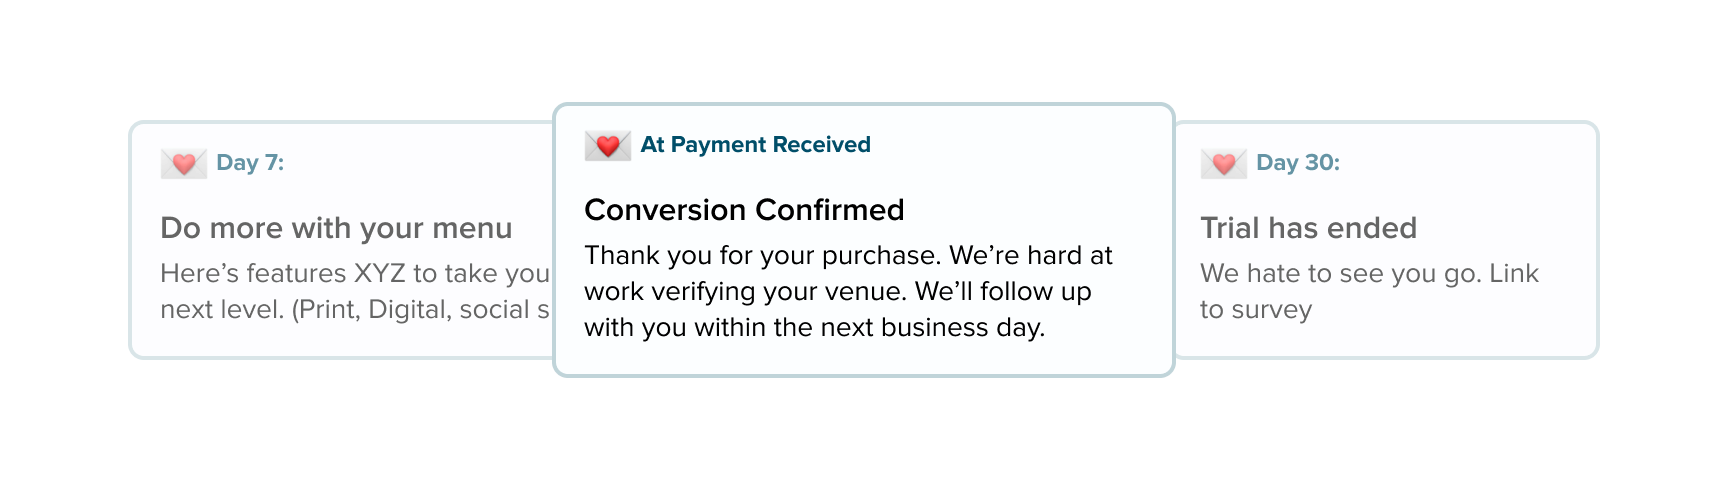 Day 7:
Do more with your menu
Here’s features XYZ to take you
next level. (Print, Digital, social s
At Payment Received
Conversion Confirmed
Thank you for your purchase. We’re hard at
work verifying your venue. We’ll follow up
with you within the next business day.
Day 30:
Trial has ended
We hate to see you go. Link
to survey